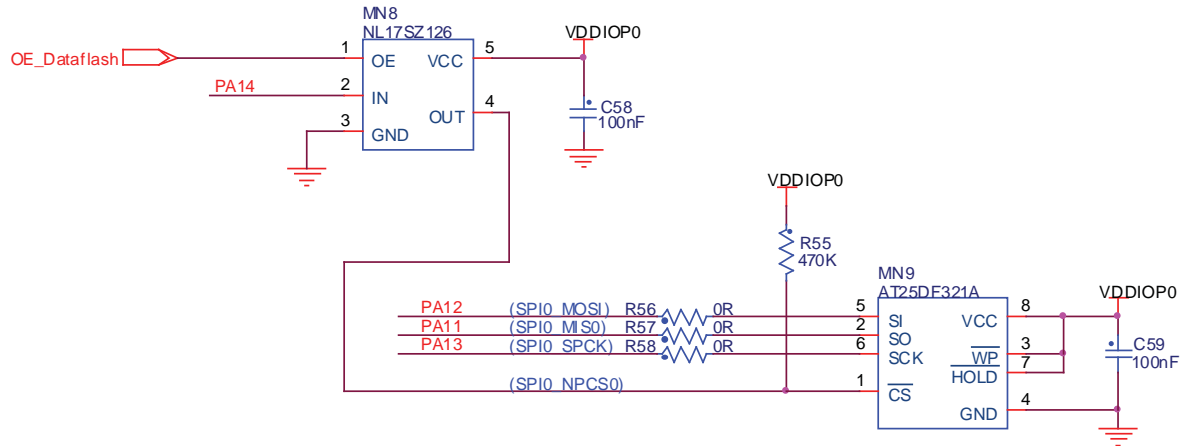 MN8
NL17SZ126
OE_Dataflash
1
OE
VCC
5
VDDIOP0
PA14
2
IN
OUT
4
C58
100nF
3
GND
VDDIOP0
R55
470K
MN9
AT25DF321A
PA12
(SPI0_MOSI)
R56
0R
5
SI
VCC
8
VDDIOP0
PA11
(SPI0_MIS0)
R57
0R
2
SO
WP
3
PA13
(SPI0_SPCK)
R58
0R
6
SCK
HOLD
7
C59
100nF
(SPI0_NPCS0)
1
CS
GND
4